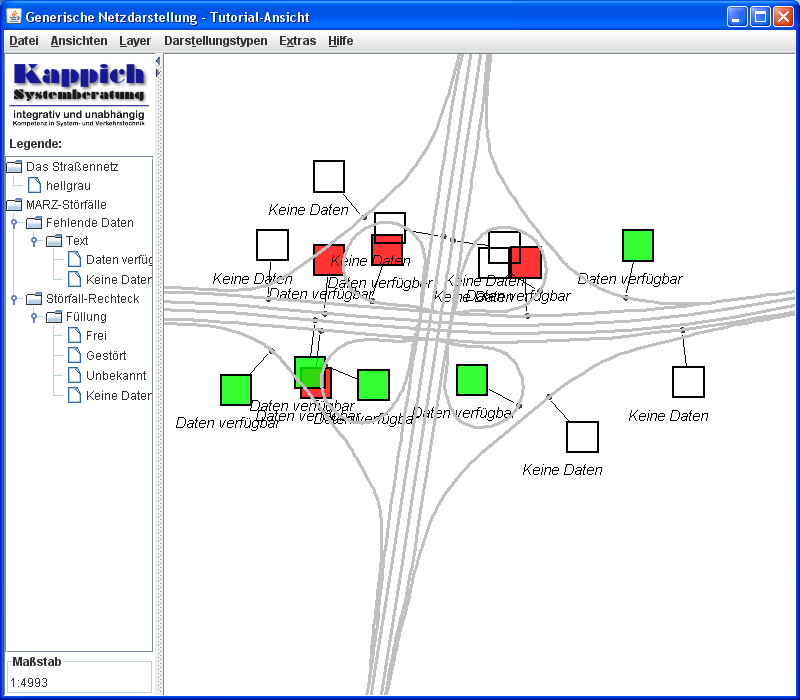 Generische Netzdarstellung - Tutorial-Ansicht
Datei Ansichten Layer Darstellungstypen Extras Hilfe
Kappich
Systemberatung
integrativ und unabhängig
Kompetenz in System- und Verkehrstechnik
Legende:
Das Straßennetz
hellgrau
MARZ-Störfälle
Fehlende Daten
Text
Daten verfüg
Keine Daten
Störfall-Rechteck
Füllung
Frei
Gestört
Unbekannt
Keine Daten
Maßstab
1:4993
Keine Daten
Keine Daten
Keine Daten
Daten verfügbar
Daten verfügbar
Keine Daten
Keine Daten
Daten verfügbar
Daten verfügbar
Daten verfügbar
Daten verfügbar
Daten verfügbar
Daten verfügbar
Daten verfügbar
Keine Daten
Keine Daten